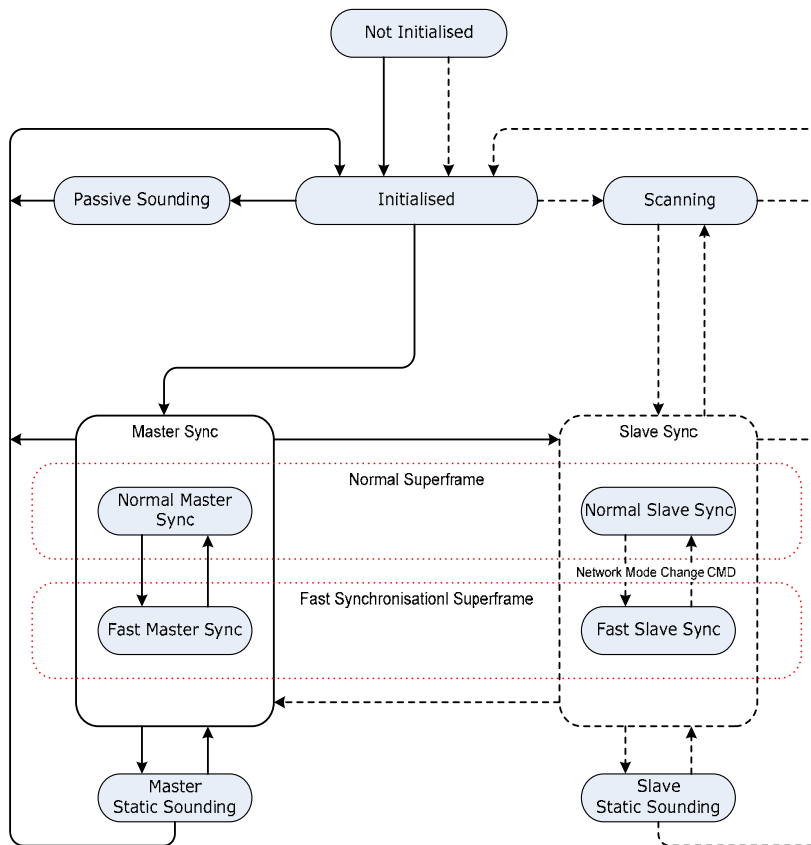 Not Initialised
Passive Sounding
Initialised
Scanning
Master Sync
Slave Sync
Normal Superframe
Normal Master
Sync
Normal Slave Sync
Network Mode Change CMD
Fast Synchronisationl Superframe
Fast Master Sync
Fast Slave Sync
Master
Static Sounding
Slave
Static Sounding